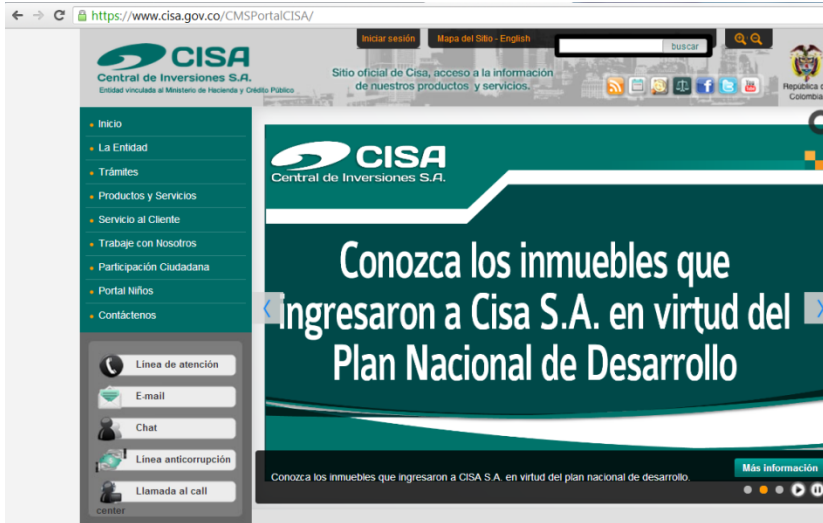 https://www.cisa.gov.co/CMSPortalCISA/
Iniciar sesión
Mapa del Sitio - English
buscar
CISA
Central de Inversiones S.A.
Entidad vinculada al Ministerio de Hacienda y Crédito Público
Sitio oficial de Cisa, acceso a la información
de nuestros productos y servicios.
República de
Colombia
Inicio
La Entidad
Trámites
Productos y Servicios
Servicio al Cliente
Trabaje con Nosotros
Participación Ciudadana
Portal Niños
Contáctenos
Línea de atención
E-mail
Chat
Línea anticorrupción
Llamada al call
center
CISA
Central de Inversiones S.A.
Conozca los inmuebles que
ingresaron a Cisa S.A. en virtud del
Plan Nacional de Desarrollo
Más información
Conozca los inmuebles que ingresaron a CISA S.A. en virtud del plan nacional de desarrollo.